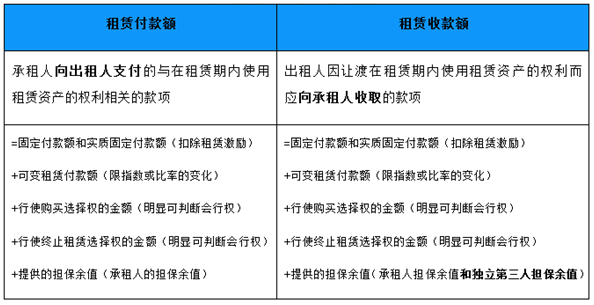 租赁付款额
租赁收款额
承租人向出租人支付的与在租赁期内使用
租赁资产的权利相关的款项
出租人因让渡在租赁期内使用租赁资产的权利而
应向承租人收取的款项
=固定付款额和实质固定付款额（扣除租赁激励）
+可变租赁付款额（限指数或比率的变化）
+行使购买选择权的金额（明显可判断会行权）
+行使终止租赁选择权的金额（明显可判断会行权）
+提供的担保余值（承租人的担保余值）
=固定付款额和实质固定付款额（扣除租赁激励）
+可变租赁付款额（限指数或比率的变化）
+行使购买选择权的金额（明显可判断会行权）
+行使终止租赁选择权的金额（明显可判断会行权）
+提供的担保余值（承租人担保余值和独立第三人担保余值）